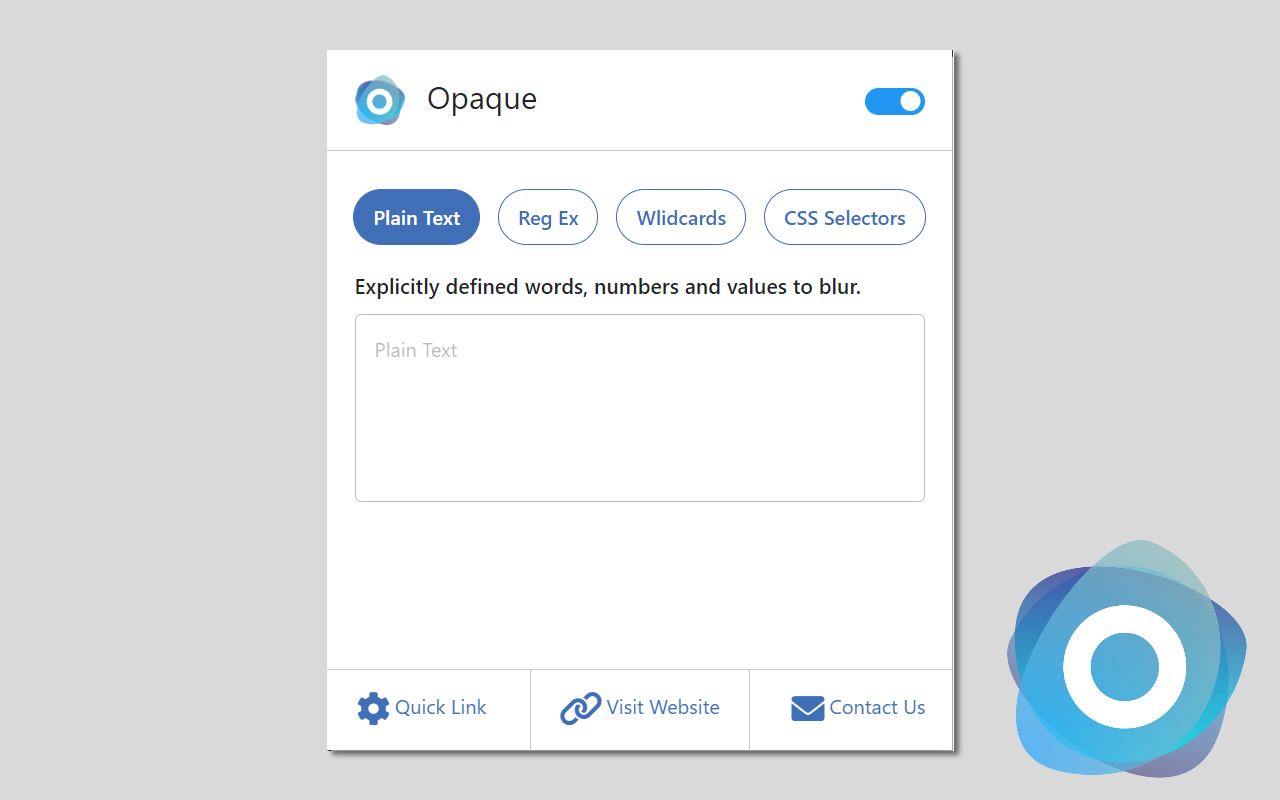 Opaque
Plain Text Reg Ex Wlidcards CSS Selectors
Explicitly defined words, numbers and values to blur.
Plain Text
Quick Link Visit Website Contact Us